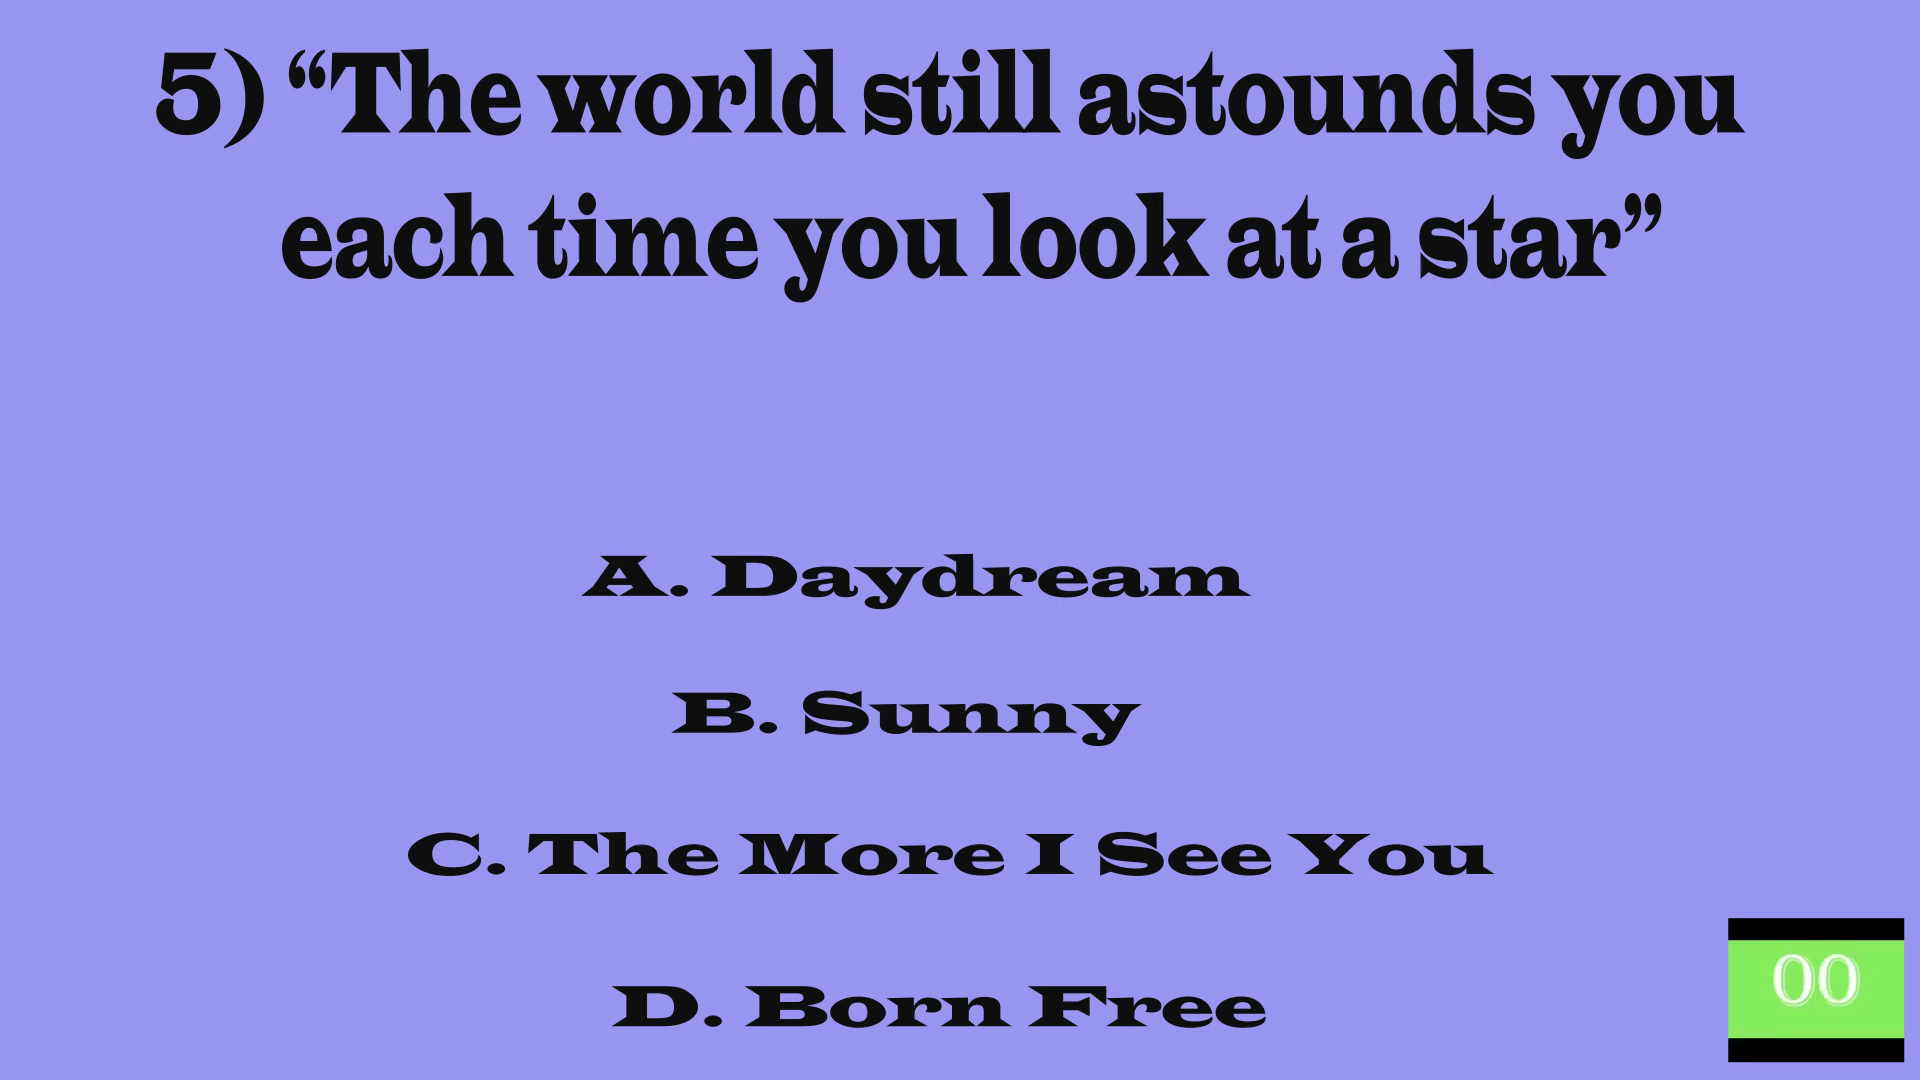 5) “The world still astounds you
each time you look at a star”
A. Daydream
B. Sunny
C. The More I See You
D. Born Free
00